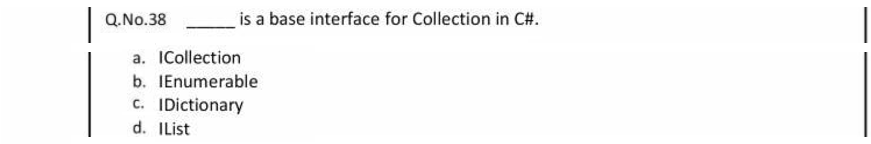 Q.No.38 _____ is a base interface for Collection in C#.
a. ICollection
b. IEnumerable
c. IDictionary
d. IList